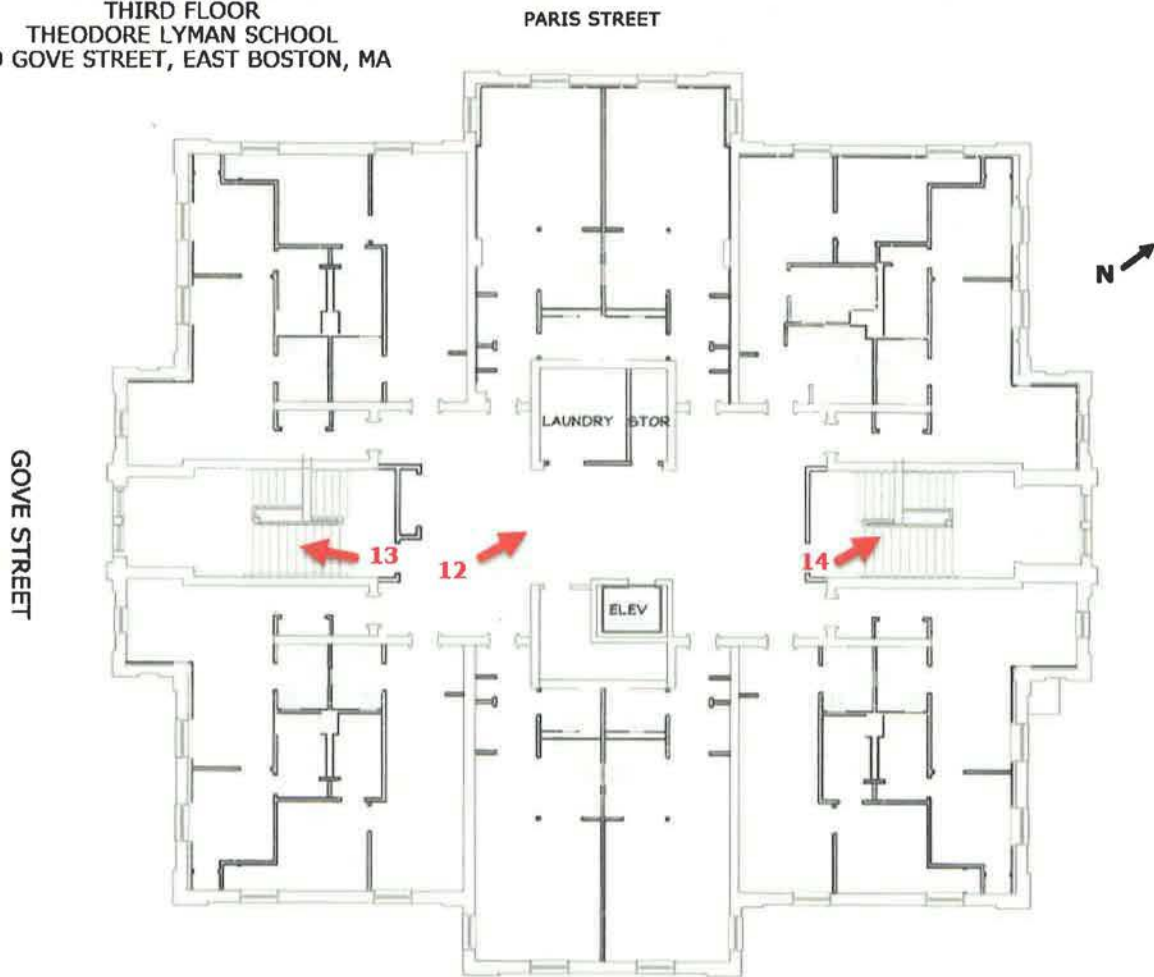 THIRD FLOOR
THEODORE LYMAN SCHOOL
GOVE STREET, EAST BOSTON, MA
PARIS STREET
N
LAUNDRY STOR
GOVE STREET
13
12
14
ELEV